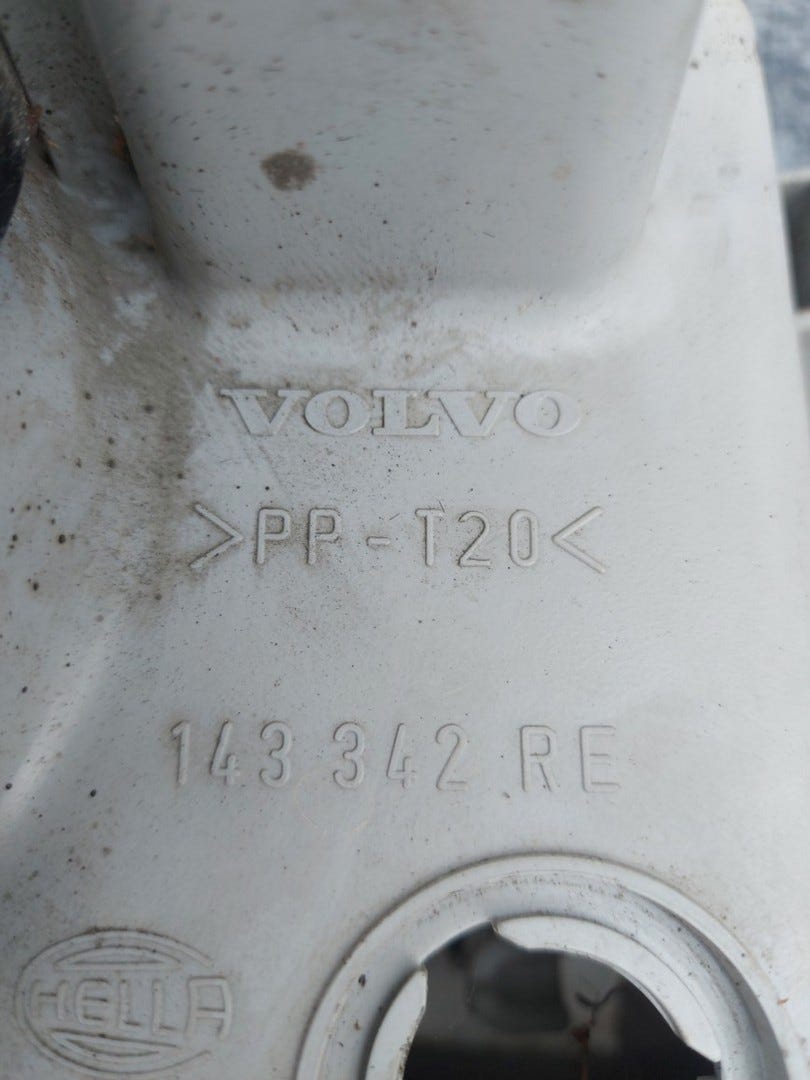 VOLVO
>PP-T20<
143 342 RE
HELLA